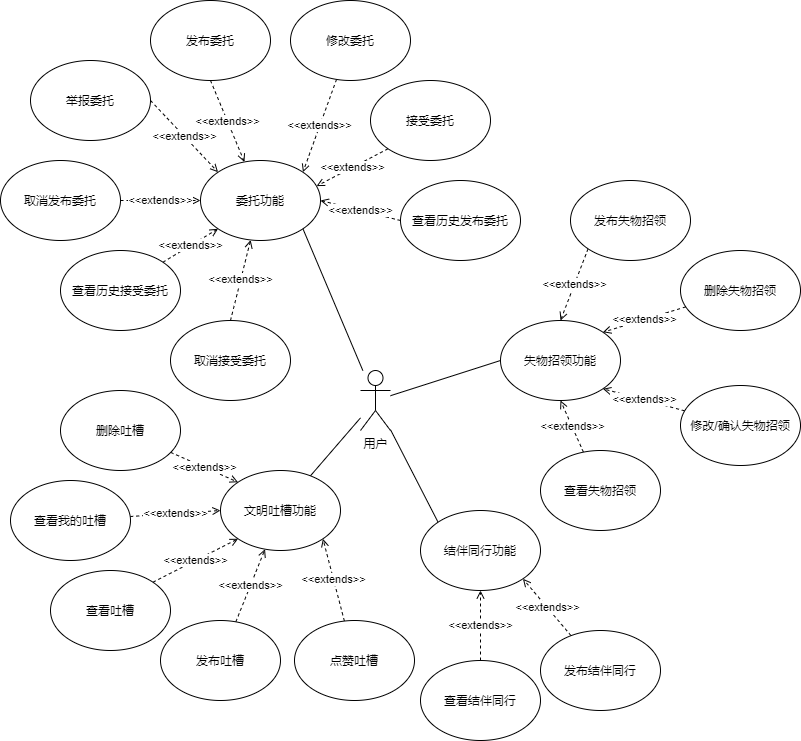 发布委托
修改委托
举报委托
<<extends>>
<<extends>>
接受委托
<<extends>>
<<extends>>
<<extends>>
取消发布委托
<<extends>>
委托功能
<<extends>>
查看历史发布委托
发布失物招领
<<extends>>
查看历史接受委托
<<extends>>
<<extends>>
删除失物招领
<<extends>>
取消接受委托
失物招领功能
<<extends>>
修改/确认失物招领
<<extends>>
用户
删除吐槽
<<extends>>
查看失物招领
查看我的吐槽
<<extends>>
文明吐槽功能
结伴同行功能
<<extends>>
查看吐槽
<<extends>>
<<extends>>
<<extends>>
<<extends>>
发布吐槽
点赞吐槽
发布结伴同行
查看结伴同行